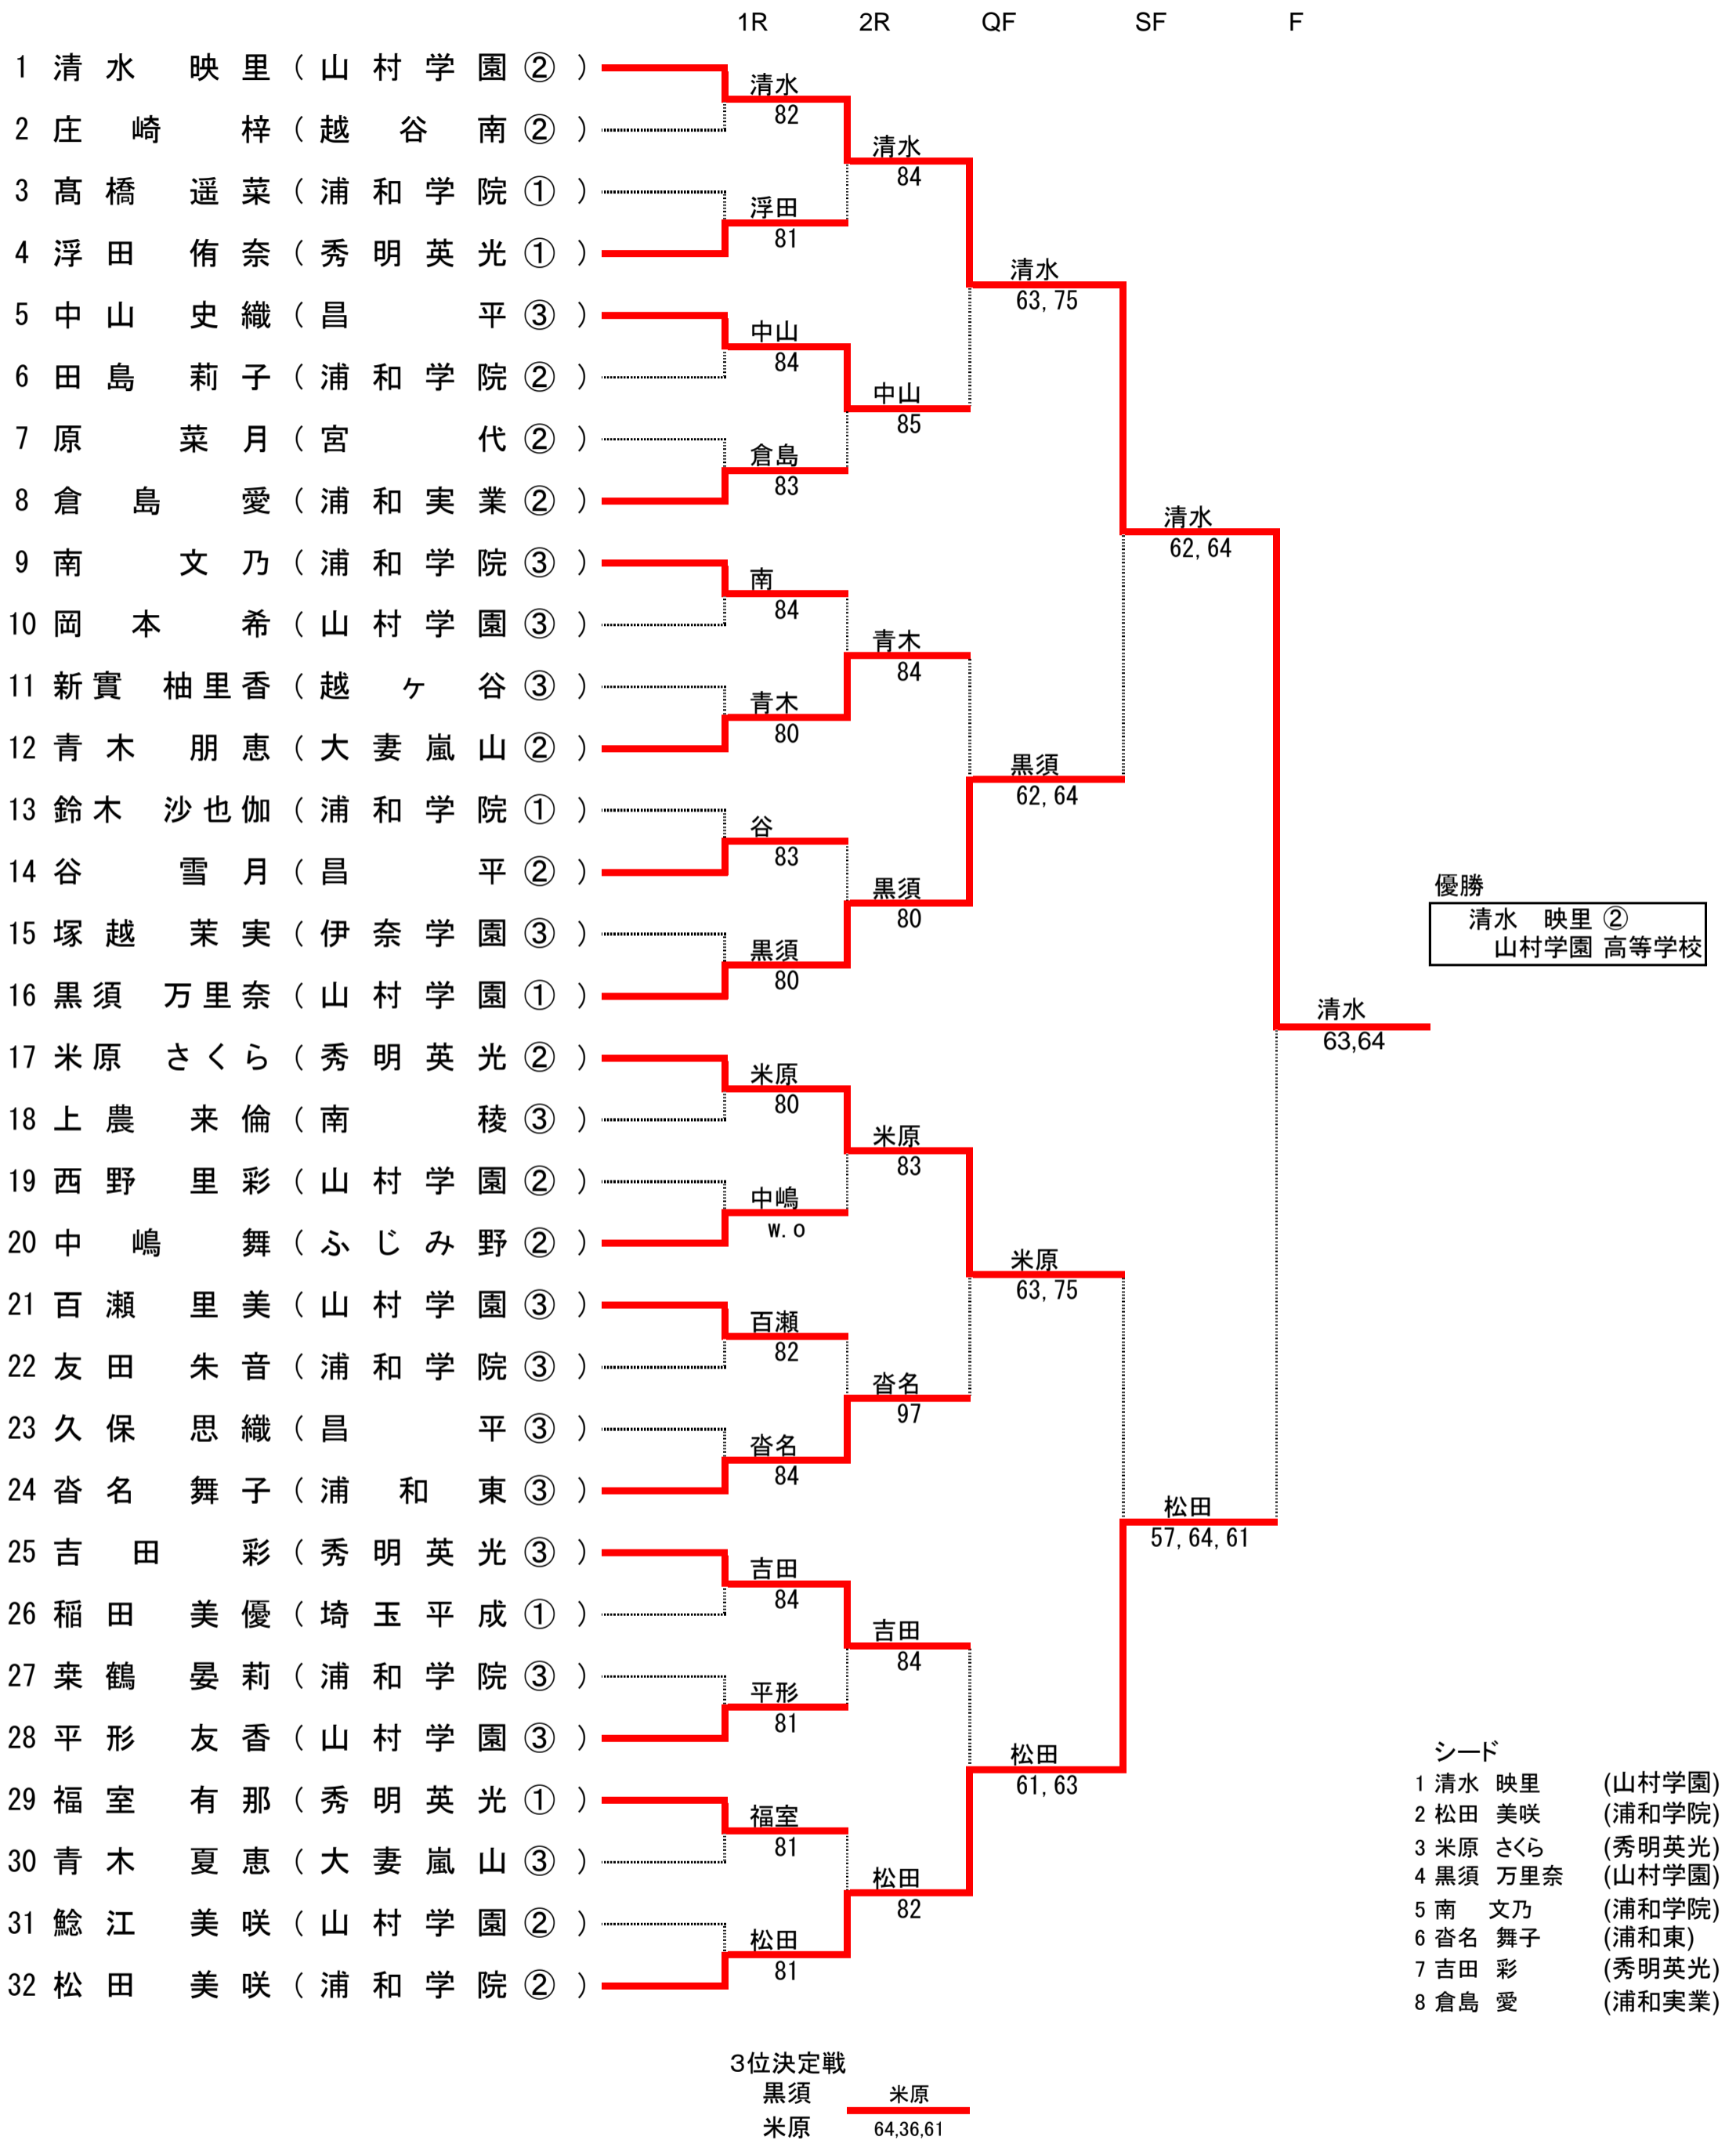 1R 2R QF SF F
1 清水 映里 ( 山村学園 ② )
清水
82
2 庄崎 梓 ( 越谷南 ② )
清水
84
3 髙橋 遥菜 ( 浦和学院 ① )
浮田
81
4 浮田 侑奈 ( 秀明英光 ① )
清水
63, 75
5 中山 史織 ( 昌平 ③ )
中山
84
6 田島 莉子 ( 浦和学院 ② )
中山
85
7 原 菜月 ( 宮代 ② )
倉島
83
8 倉島 愛 ( 浦和実業 ② )
清水
62, 64
9 南 文乃 ( 浦和学院 ③ )
南
84
10 岡本 希 ( 山村学園 ③ )
青木
84
11 新實 柚里香 ( 越ヶ谷 ③ )
青木
80
12 青木 朋恵 ( 大妻嵐山 ② )
黒須
62, 64
13 鈴木 沙也伽 ( 浦和学院 ① )
谷
83
14 谷 雪月 ( 昌平 ② )
黒須
80
15 塚越 茉実 ( 伊奈学園 ③ )
黒須
80
16 黒須 万里奈 ( 山村学園 ① )
優勝
清水 映里 ②
山村学園 高等学校
清水
63,64
17 米原 さくら ( 秀明英光 ② )
米原
80
18 上農 来倫 ( 南稜 ③ )
米原
83
19 西野 里彩 ( 山村学園 ② )
中嶋
w.o
20 中嶋 舞 ( ふじみ野 ② )
米原
63, 75
21 百瀬 里美 ( 山村学園 ③ )
百瀬
82
22 友田 朱音 ( 浦和学院 ③ )
沓名
97
23 久保 思織 ( 昌平 ③ )
沓名
84
24 沓名 舞子 ( 浦和東 ③ )
松田
57, 64, 61
25 吉田 彩 ( 秀明英光 ③ )
吉田
84
26 稲田 美優 ( 埼玉平成 ① )
吉田
84
27 桒鶴 晏莉 ( 浦和学院 ③ )
平形
81
28 平形 友香 ( 山村学園 ③ )
松田
61, 63
29 福室 有那 ( 秀明英光 ① )
福室
81
30 青木 夏恵 ( 大妻嵐山 ③ )
松田
82
31 鯰江 美咲 ( 山村学園 ② )
松田
81
32 松田 美咲 ( 浦和学院 ② )
シード
1 清水 映里 (山村学園)
2 松田 美咲 (浦和学院)
3 米原 さくら (秀明英光)
4 黒須 万里奈 (山村学園)
5 南 文乃 (浦和学院)
6 沓名 舞子 (浦和東)
7 吉田 彩 (秀明英光)
8 倉島 愛 (浦和実業)
3位決定戦
黒須
米原
米原
64,36,61